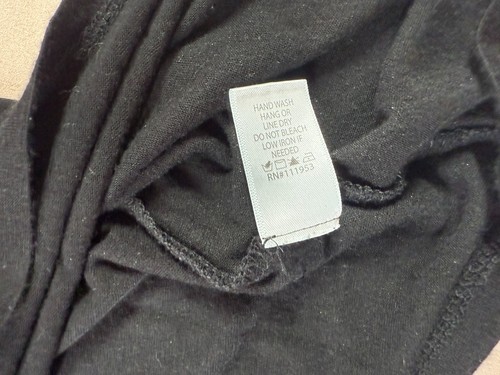 HAND WASH
HANG OR
LINE DRY
DO NOT BLEACH
LOW IRON IF
NEEDED
RN#111953